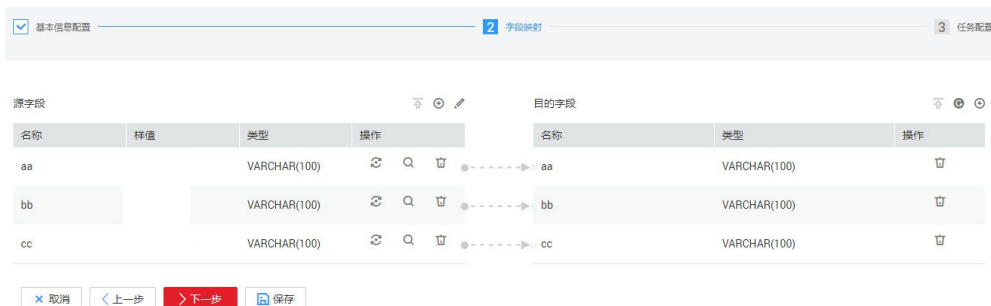 基本信息配置 2 字段映射 3 任务配置
源字段 目的字段
名称 样值 类型 操作 名称 类型 操作
aa VARCHAR(100) aa VARCHAR(100)
bb VARCHAR(100) bb VARCHAR(100)
cc VARCHAR(100) cc VARCHAR(100)
取消 上一步 下一步 保存